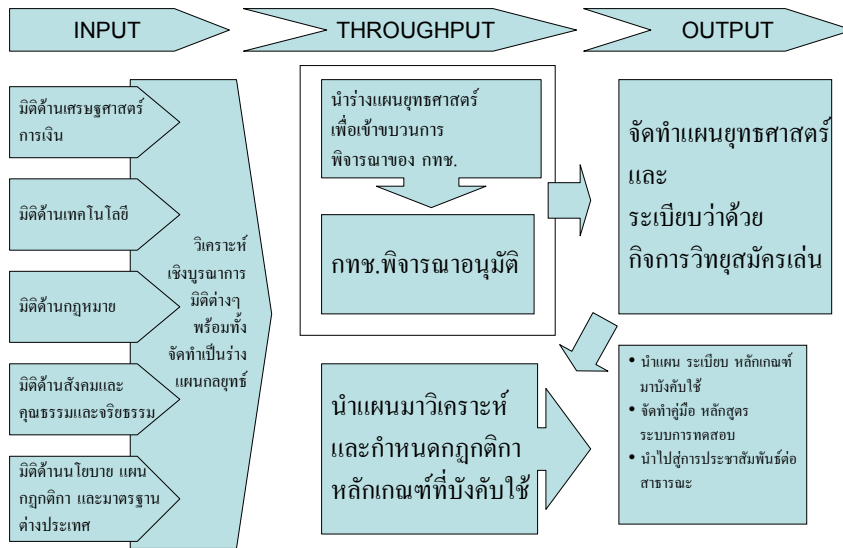 INPUT
THROUGHPUT
OUTPUT
มิติด้านเศรษฐศาสตร์
การเงิน
มิติด้านเทคโนโลยี
มิติด้านกฎหมาย
มิติด้านสังคมและ
คุณธรรมและจริยธรรม
มิติด้านนโยบาย แผน
กฎกติกา และมาตรฐาน
ต่างประเทศ
วิเคราะห์
เชิงบูรณาการ
มิติต่างๆ
พร้อมทั้ง
จัดทำเป็นร่าง
แผนกลยุทธ์
นำร่างแผนยุทธศาสตร์
เพื่อเข้าขบวนการ
พิจารณาของ กทช.
กทช.พิจารณาอนุมัติ
นำแผนมาวิเคราะห์
และกำหนดกฎกติกา
หลักเกณฑ์ที่บังคับใช้
จัดทำแผนยุทธศาสตร์
และ
ระเบียบว่าด้วย
กิจการวิทยุสมัครเล่น
• นำแผน ระเบียบ หลักเกณฑ์
มาบังคับใช้
• จัดทำคู่มือ หลักสูตร
ระบบการทดสอบ
• นำไปสู่การประชาสัมพันธ์ต่อ
สาธารณะ